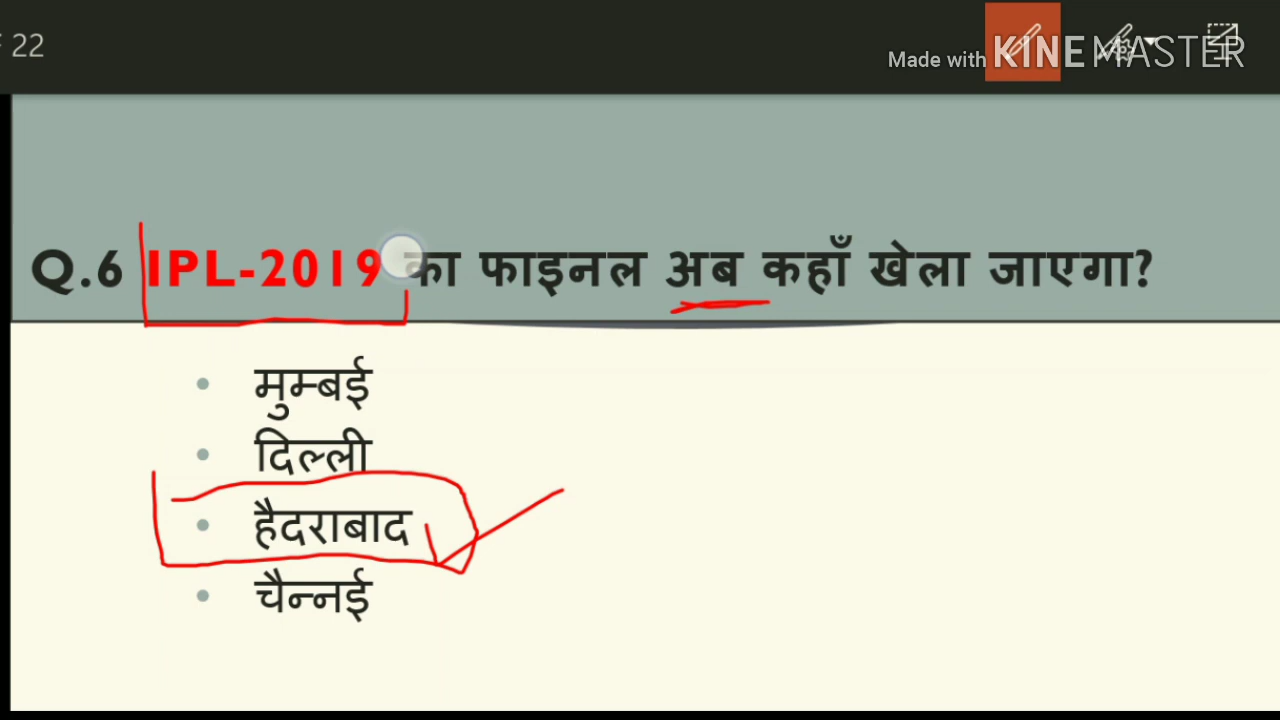 22
Made with KINEMASTER
Q.6 IPL-2019 का फाइनल अब कहाँ खेला जाएगा?
• मुम्बई
• दिल्ली
• हैदराबाद
• चैन्नई